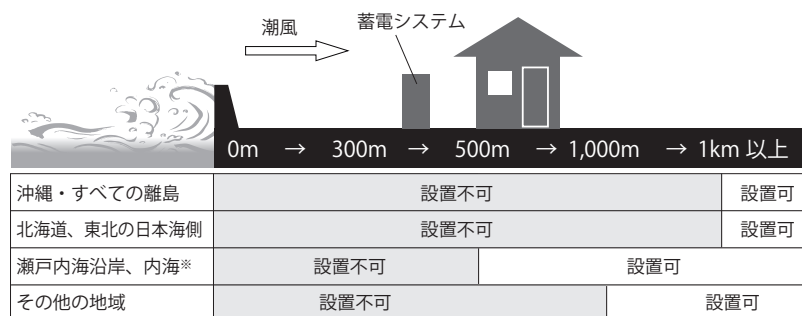 潮風
蓄電システム
0m → 300m → 500m → 1,000m → 1km 以上
沖縄・すべての離島 設置不可 設置可
北海道、東北の日本海側 設置不可 設置可
瀬戸内海沿岸、内海※ 設置不可 設置可
その他の地域 設置不可 設置可